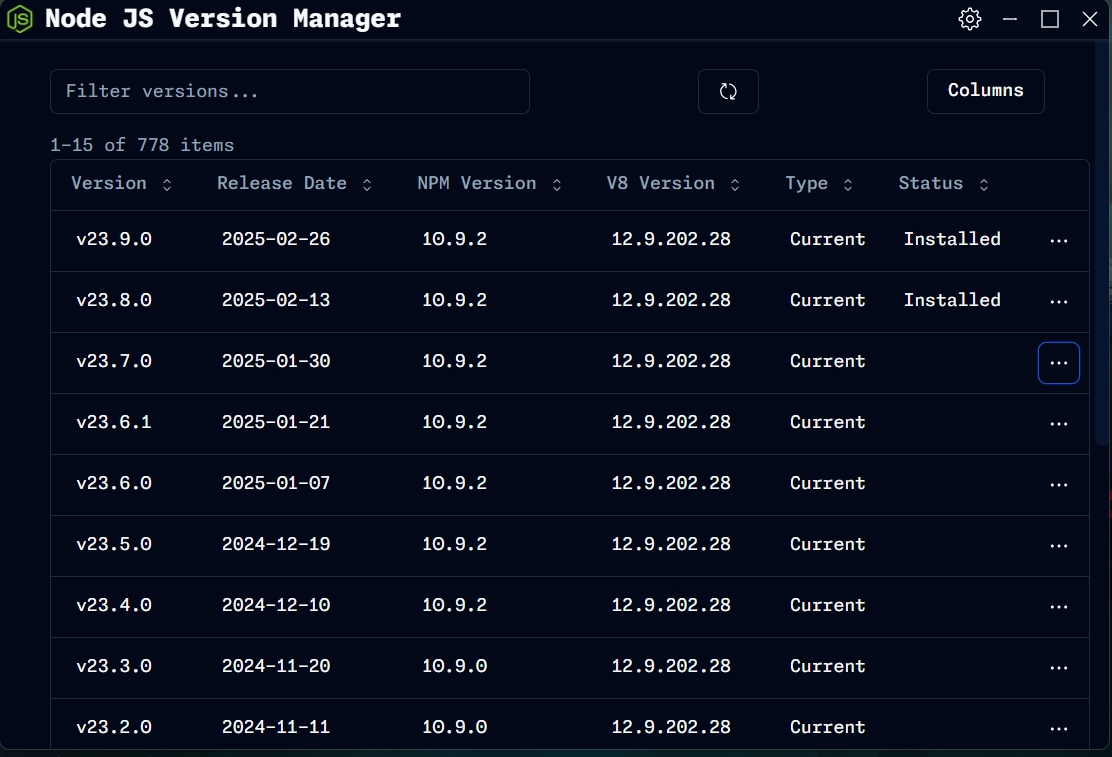 JS Node JS Version Manager
Filter versions...
Columns
1-15 of 778 items
Version Release Date NPM Version V8 Version Type Status
v23.9.0 2025-02-26 10.9.2 12.9.202.28 Current Installed ...
v23.8.0 2025-02-13 10.9.2 12.9.202.28 Current Installed ...
v23.7.0 2025-01-30 10.9.2 12.9.202.28 Current ...
v23.6.1 2025-01-21 10.9.2 12.9.202.28 Current ...
v23.6.0 2025-01-07 10.9.2 12.9.202.28 Current ...
v23.5.0 2024-12-19 10.9.2 12.9.202.28 Current ...
v23.4.0 2024-12-10 10.9.2 12.9.202.28 Current ...
v23.3.0 2024-11-20 10.9.0 12.9.202.28 Current ...
v23.2.0 2024-11-11 10.9.0 12.9.202.28 Current ...